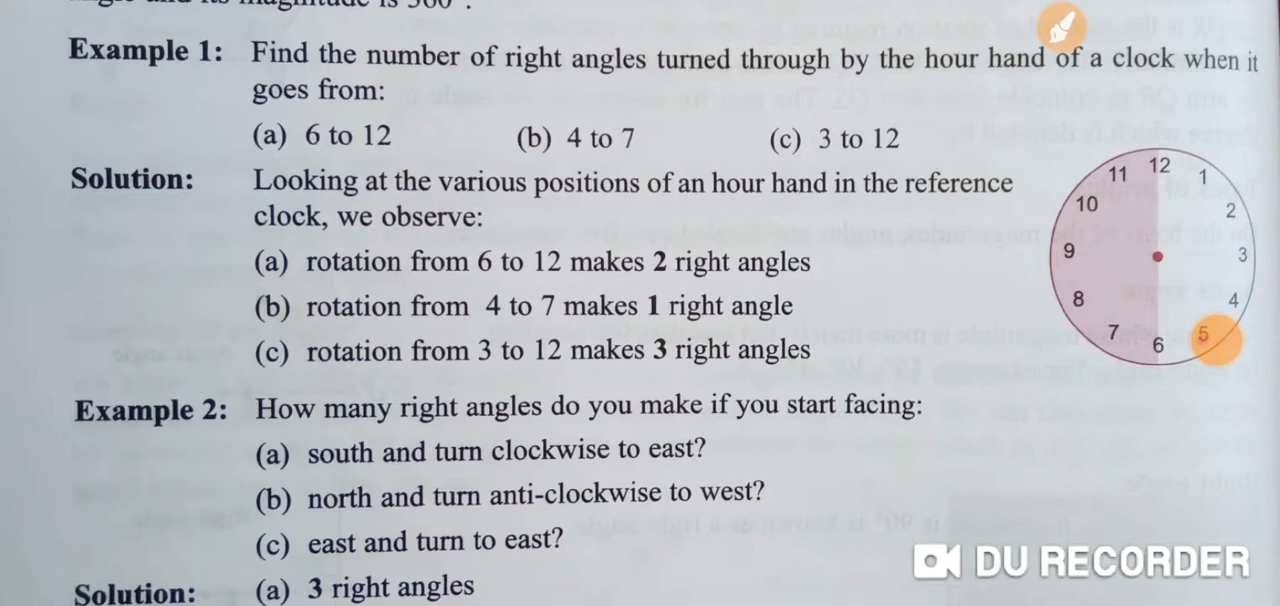 angle and its magnitude is 360°.
Example 1: Find the number of right angles turned through by the hour hand of a clock when it
goes from:
(a) 6 to 12 (b) 4 to 7 (c) 3 to 12
Solution: Looking at the various positions of an hour hand in the reference
clock, we observe:
(a) rotation from 6 to 12 makes 2 right angles
(b) rotation from 4 to 7 makes 1 right angle
(c) rotation from 3 to 12 makes 3 right angles
12
11
1
10
2
9
3
8
4
7
5
6
Example 2: How many right angles do you make if you start facing:
(a) south and turn clockwise to east?
(b) north and turn anti-clockwise to west?
(c) east and turn to east?
Solution: (a) 3 right angles
DU RECORDER